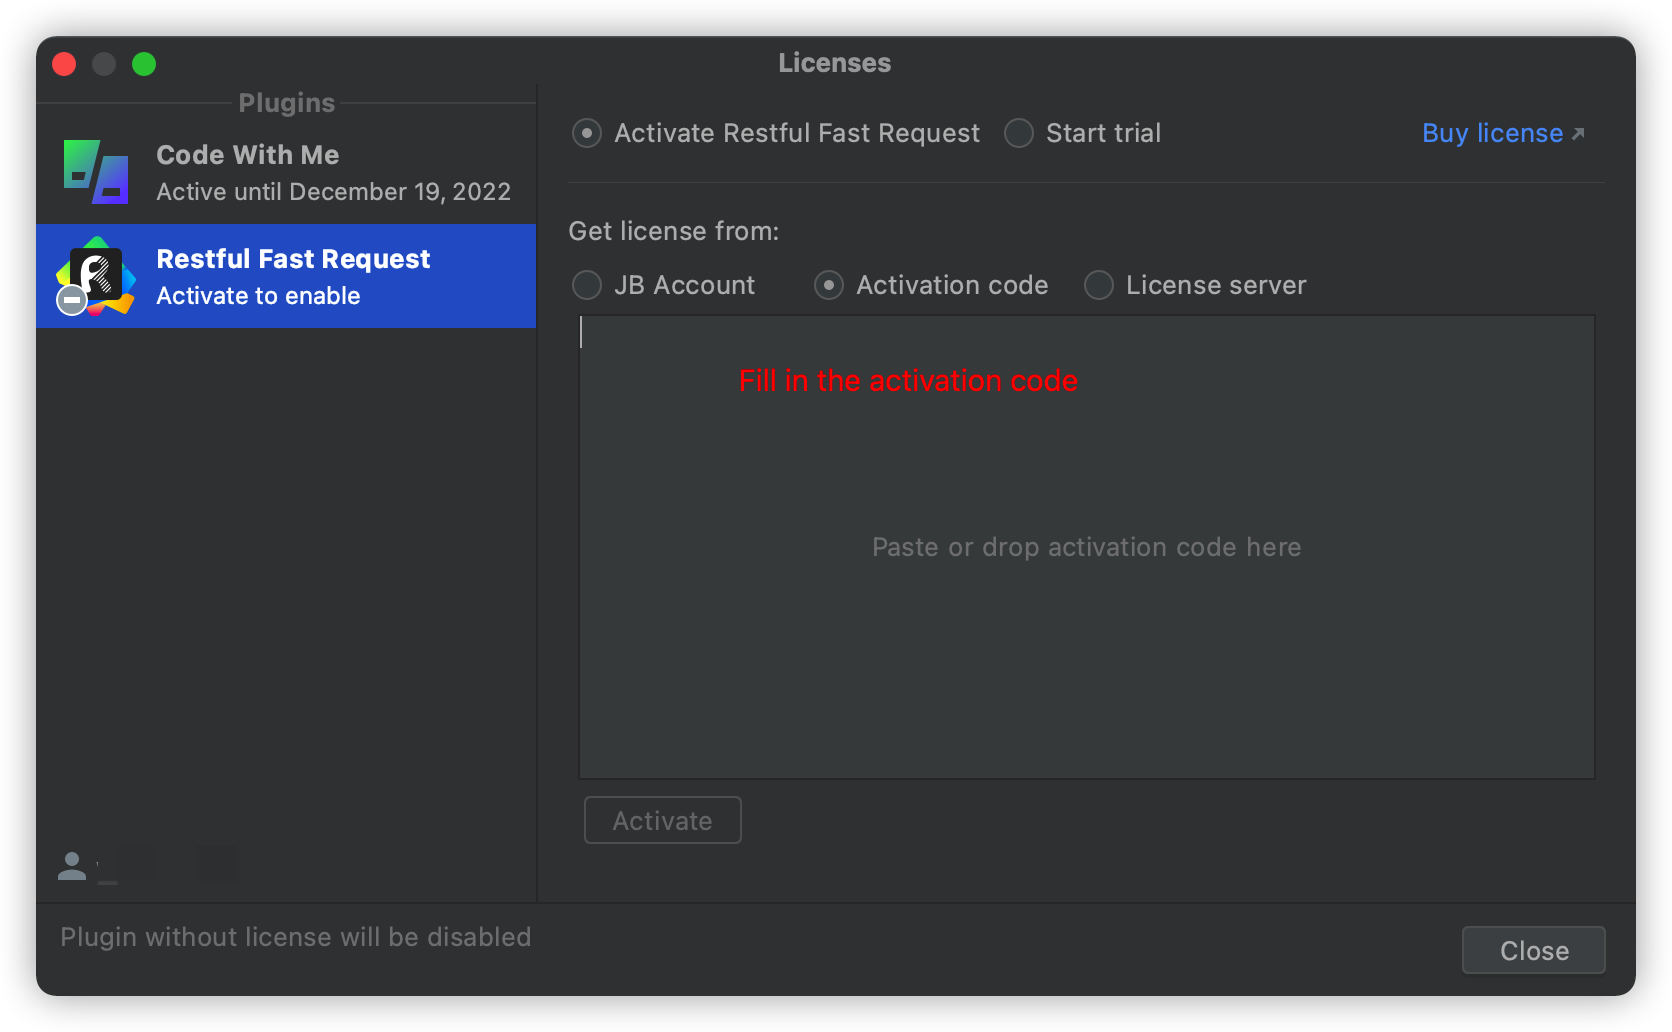 Licenses
Plugins
Code With Me
Active until December 19, 2022
Restful Fast Request
Activate to enable
Activate Restful Fast Request
Start trial
Buy license
Get license from:
JB Account
Activation code
License server
Fill in the activation code
Paste or drop activation code here
Activate
Plugin without license will be disabled
Close